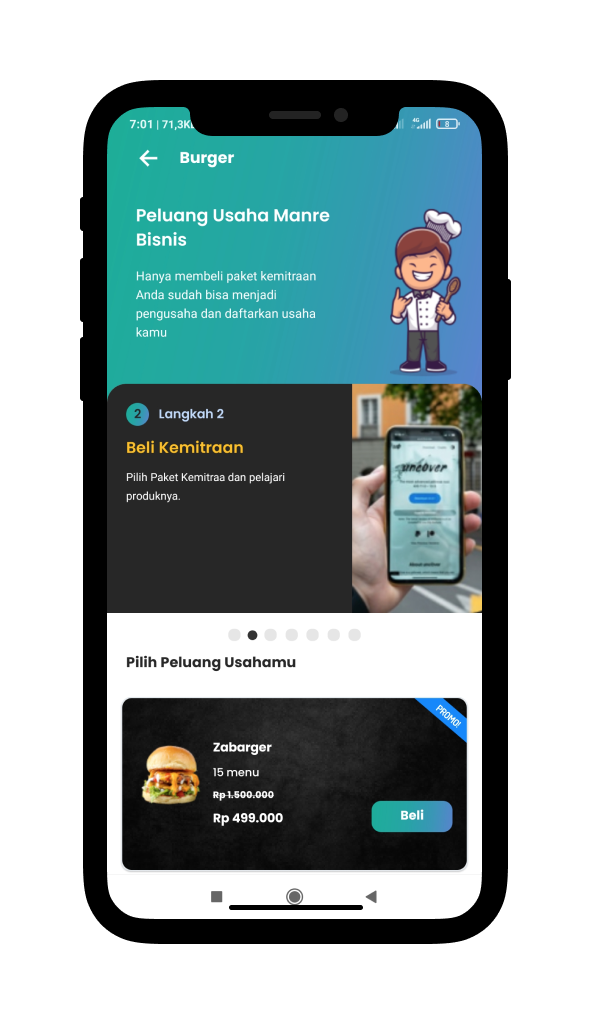 7:01 | 71,3K
4G
8
Burger
Peluang Usaha Manre
Bisnis
Hanya membeli paket kemitraan
Anda sudah bisa menjadi
pengusaha dan daftarkan usaha
kamu
2 Langkah 2
Beli Kemitraan
Pilih Paket Kemitraa dan pelajari
produknya.
uncover
Pilih Peluang Usahamu
PROMO!
Zabarger
15 menu
Rp 1.500.000
Rp 499.000
Beli